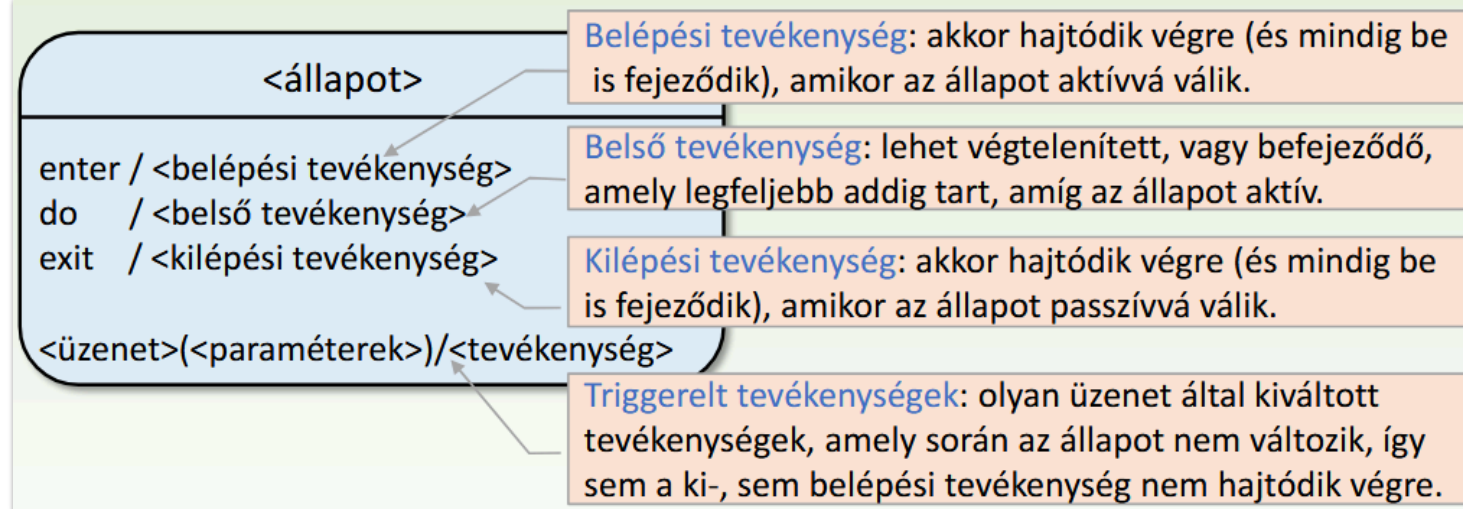 <állapot>
enter / <belépési tevékenység>
do / <belső tevékenység>
exit / <kilépési tevékenység>
<üzenet>(<paraméterek>)/<tevékenység>
Belépési tevékenység: akkor hajtódik végre (és mindig be
is fejeződik), amikor az állapot aktívvá válik.
Belső tevékenység: lehet végtelenített, vagy befejeződő,
amely legfeljebb addig tart, amíg az állapot aktív.
Kilépési tevékenység: akkor hajtódik végre (és mindig be
is fejeződik), amikor az állapot passzívvá válik.
Triggerelt tevékenységek: olyan üzenet által kiváltott
tevékenységek, amely során az állapot nem változik, így
sem a ki-, sem belépési tevékenység nem hajtódik végre.